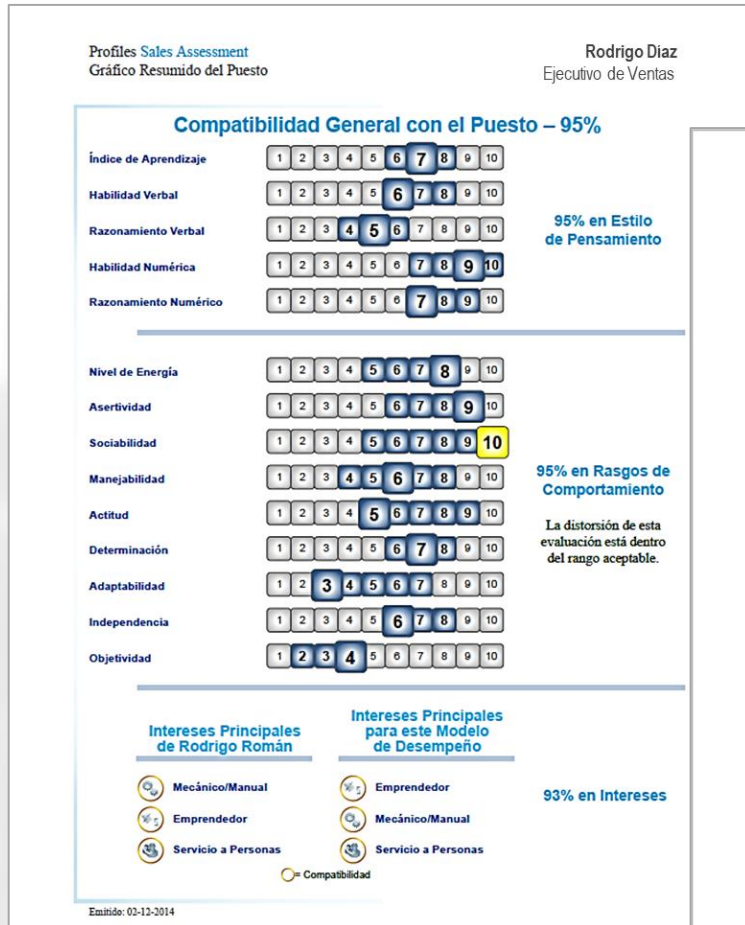 Profiles Sales Assessment
Gráfico Resumido del Puesto
Rodrigo Diaz
Ejecutivo de Ventas
Compatibilidad General con el Puesto – 95%
Índice de Aprendizaje 1 2 3 4 5 6 7 8 9 10
Habilidad Verbal 1 2 3 4 5 6 7 8 9 10
Razonamiento Verbal 1 2 3 4 5 6 7 8 9 10
Habilidad Numérica 1 2 3 4 5 6 7 8 9 10
Razonamiento Numérico 1 2 3 4 5 6 7 8 9 10
95% en Estilo
de Pensamiento
Nivel de Energía 1 2 3 4 5 6 7 8 9 10
Asertividad 1 2 3 4 5 6 7 8 9 10
Sociabilidad 1 2 3 4 5 6 7 8 9 10
Manejabilidad 1 2 3 4 5 6 7 8 9 10
Actitud 1 2 3 4 5 6 7 8 9 10
Determinación 1 2 3 4 5 6 7 8 9 10
Adaptabilidad 1 2 3 4 5 6 7 8 9 10
Independencia 1 2 3 4 5 6 7 8 9 10
Objetividad 1 2 3 4 5 6 7 8 9 10
95% en Rasgos de
Comportamiento
La distorsión de esta
evaluación está dentro
del rango aceptable.
Intereses Principales
de Rodrigo Román
Mecánico/Manual
Emprendedor
Servicio a Personas
Intereses Principales
para este Modelo
de Desempeño
Emprendedor
Mecánico/Manual
Servicio a Personas
93% en Intereses
= Compatibilidad
Emitido: 02-12-2014